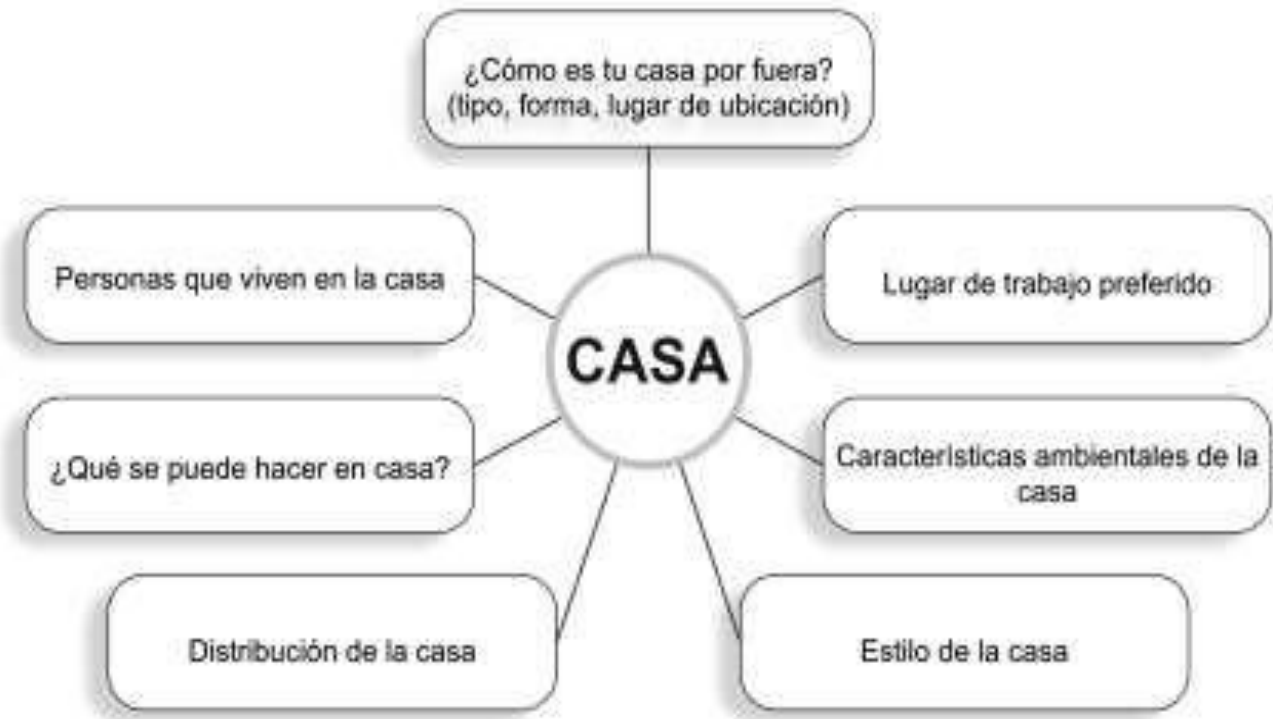 ¿Cómo es tu casa por fuera?
(tipo, forma, lugar de ubicación)
Personas que viven en la casa
Lugar de trabajo preferido
CASA
¿Qué se puede hacer en casa?
Características ambientales de la
casa
Distribución de la casa
Estilo de la casa